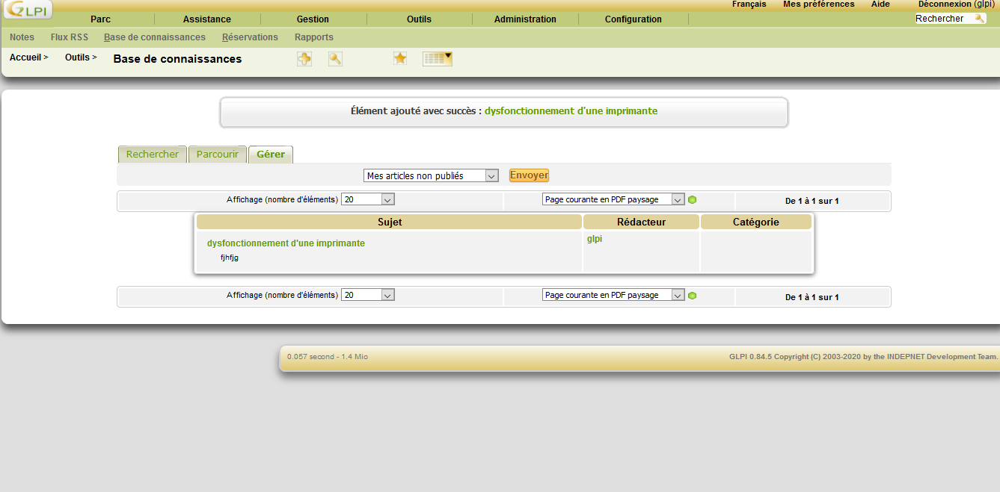 GLPI
Français Mes préférences Aide Déconnexion (glpi)
Parc Assistance Gestion Outils Administration Configuration Rechercher
Notes Flux RSS Base de connaissances Réservations Rapports
Accueil > Outils > Base de connaissances
Élément ajouté avec succès : dysfonctionnement d'une imprimante
Rechercher Parcourir Gérer
Mes articles non publiés Envoyer
Affichage (nombre d'éléments) 20 Page courante en PDF paysage De 1 à 1 sur 1
Sujet Rédacteur Catégorie
dysfonctionnement d'une imprimante glpi
fjhfjg
Affichage (nombre d'éléments) 20 Page courante en PDF paysage De 1 à 1 sur 1
0.057 second - 1.4 Mio GLPI 0.84.5 Copyright (C) 2003-2020 by the INDEPNET Development Team.